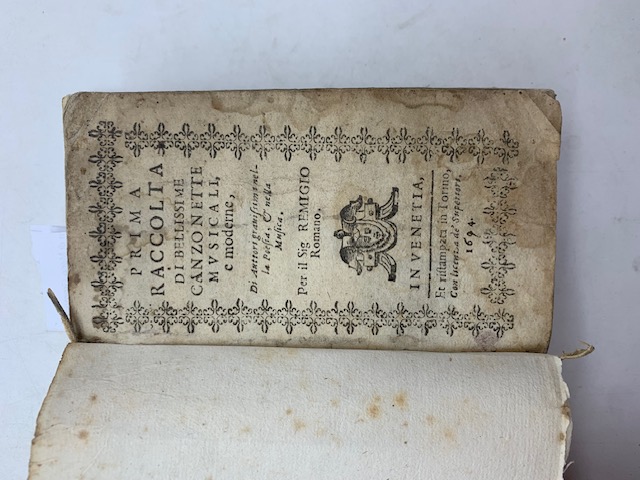 PRIMA
RACCOLTA
DI BELLISSIME
CANZONETTE
MVSICALI,
e moderne,
Di Auttori grauissimi nel-
la Poesia, & nella
Musica.
Per il Sig REMIGIO
Romano,
IN VENETIA,
Et ristampata in Torino,
Con licenza de' Superiori,
1694.